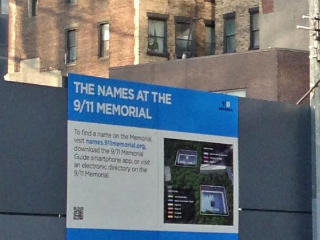 THE NAMES AT THE
9/11 MEMORIAL
To find a name on the Memorial,
visit names.911memorial.org,
download the 9/11 Memorial
Guide smartphone app, or visit
an electronic directory on the
9/11 Memorial.